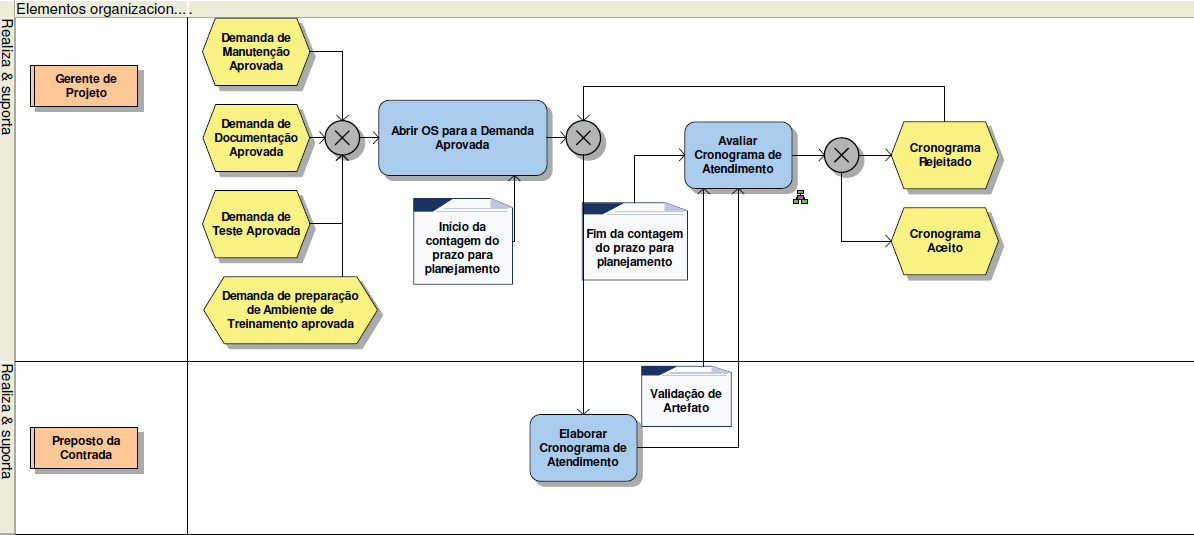 Elementos organizacion... .
Realiza & suporta
Gerente de
Projeto
Demanda de
Manutenção
Aprovada
Demanda de
Documentação
Aprovada
Demanda de
Teste Aprovada
Demanda de preparação
de Ambiente de
Treinamento aprovada
Abrir OS para a Demanda
Aprovada
Início da
contagem do
prazo para
planejamento
Fim da contagem
do prazo para
planejamento
Avaliar
Cronograma de
Atendimento
Cronograma
Rejeitado
Cronograma
Aceito
Realiza & suporta
Preposto da
Contrada
Elaborar
Cronograma de
Atendimento
Validação de
Artefato